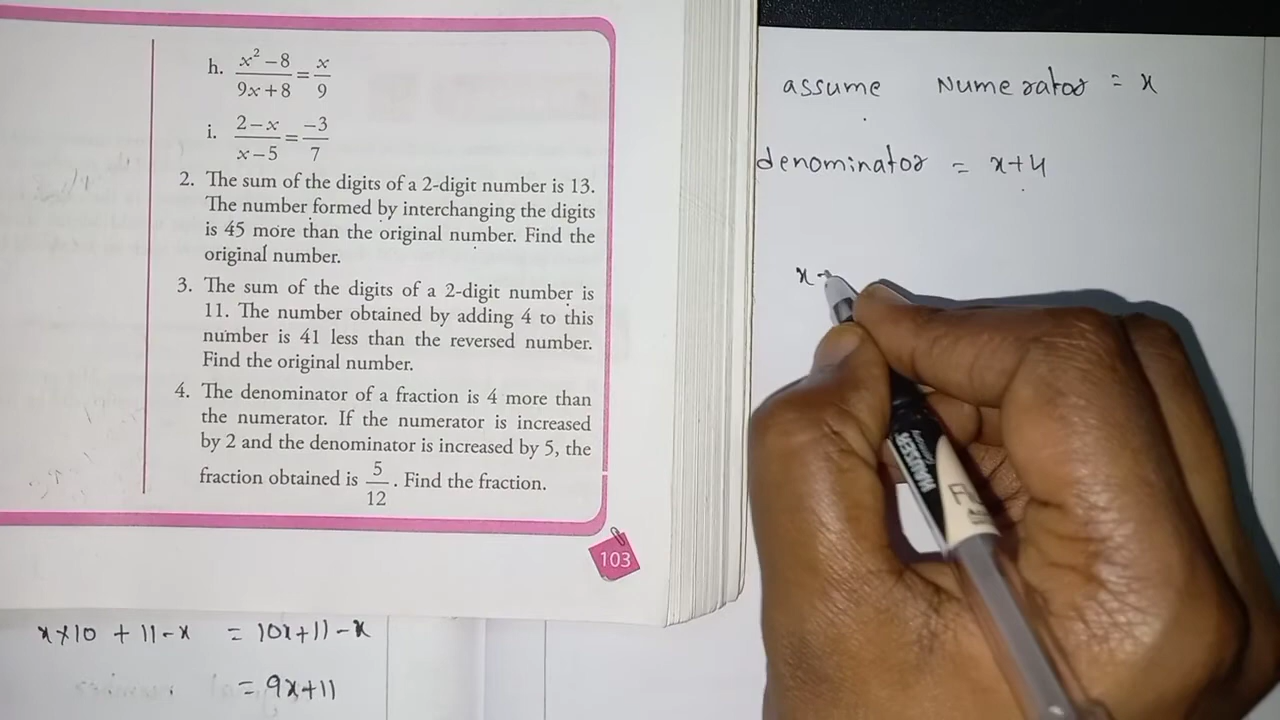 h. x² – 8 / 9x + 8 = x / 9
i. 2 – x / x – 5 = –3 / 7
2. The sum of the digits of a 2-digit number is 13.
The number formed by interchanging the digits
is 45 more than the original number. Find the
original number.
3. The sum of the digits of a 2-digit number is
11. The number obtained by adding 4 to this
number is 41 less than the reversed number.
Find the original number.
4. The denominator of a fraction is 4 more than
the numerator. If the numerator is increased
by 2 and the denominator is increased by 5, the
fraction obtained is 5/12. Find the fraction.
103
x×10 + 11-x = 10x+11-x
= 9x+11
assume Numerator = x
denominator = x+4
x